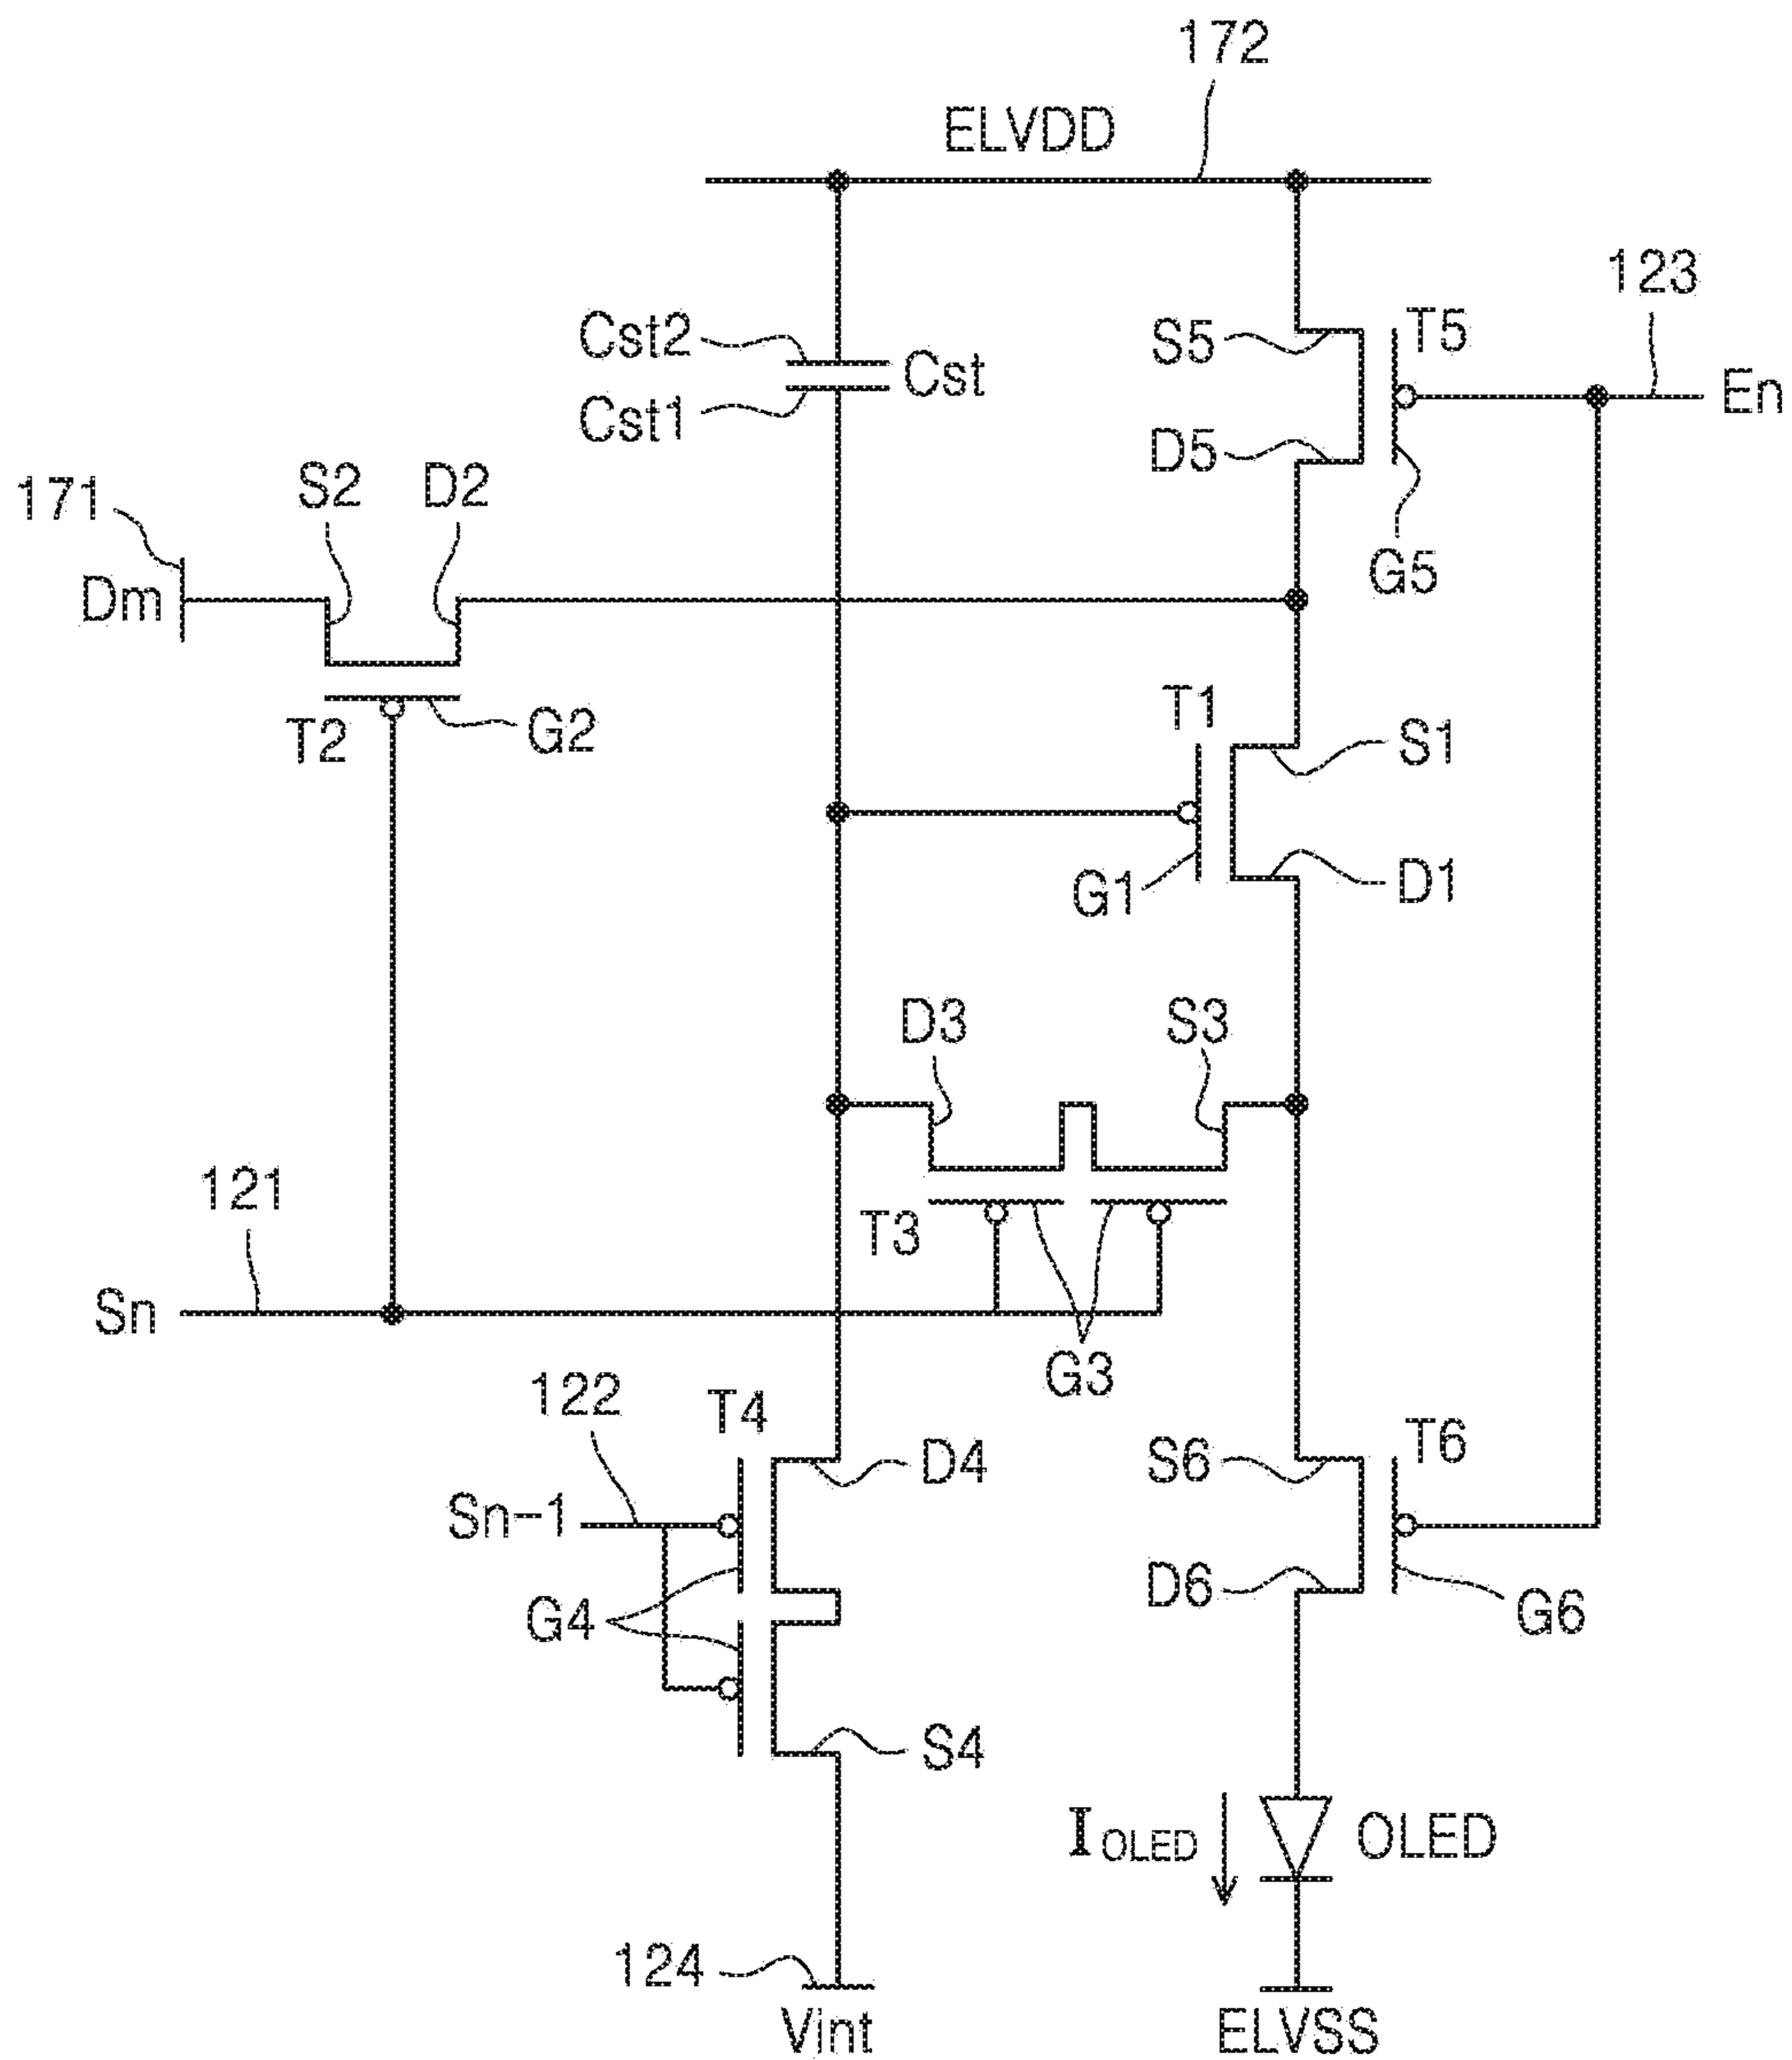 172
ELVDD
123
Cst2
Cst
Cst1
S5
T5
En
D5
G5
171
S2
D2
Dm
T2
G2
T1
S1
G1
D1
D3
S3
121
T3
Sn
G3
122
T4
D4
S6
T6
Sn-1
G4
D6
G6
S4
I OLED
OLED
124
Vint
ELVSS